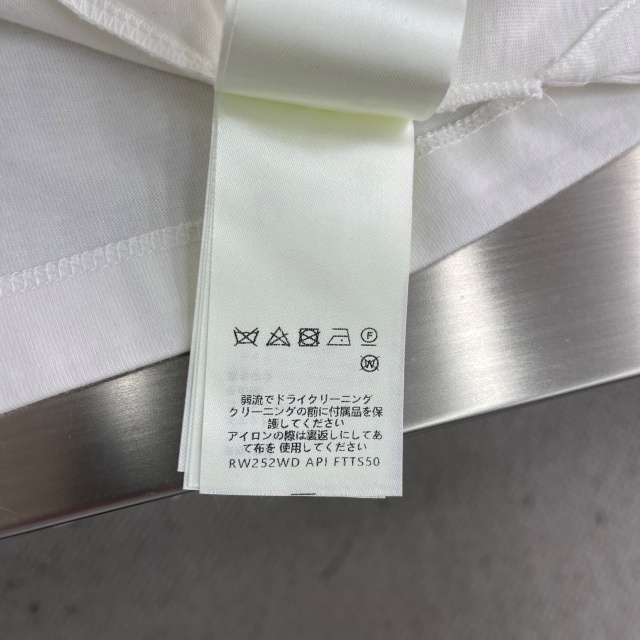 弱流でドライクリーニング
クリーニングの前に付属品を保
護してください
アイロンの際は裏返しにしてあ
て布を 使用してください
RW252WD API FTTS50